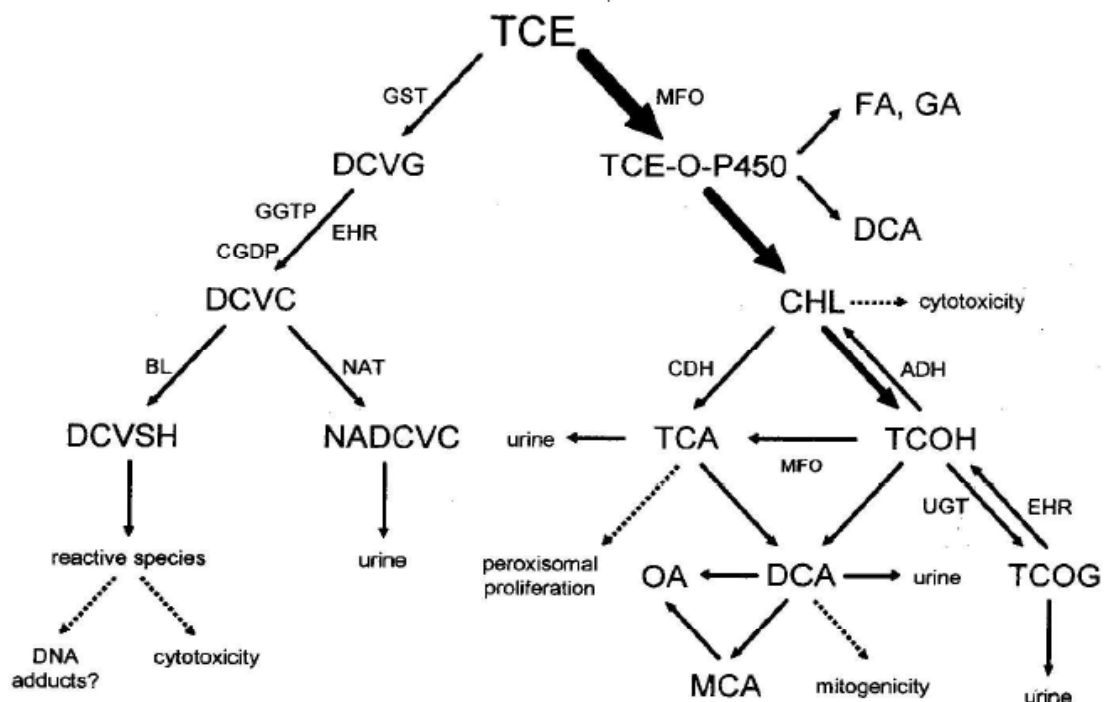 TCE
GST
MFO
FA, GA
DCVG
TCE-O-P450
GGTP
EHR
DCA
CGDP
DCVC
CHL
cytotoxicity
BL
NAT
CDH
ADH
DCVSH
NADCVC
urine
TCA
TCOH
MFO
UGT
EHR
reactive species
urine
peroxisomal
proliferation
OA
DCA
urine
TCOG
DNA
adducts?
cytotoxicity
MCA
mitogenicity
urine